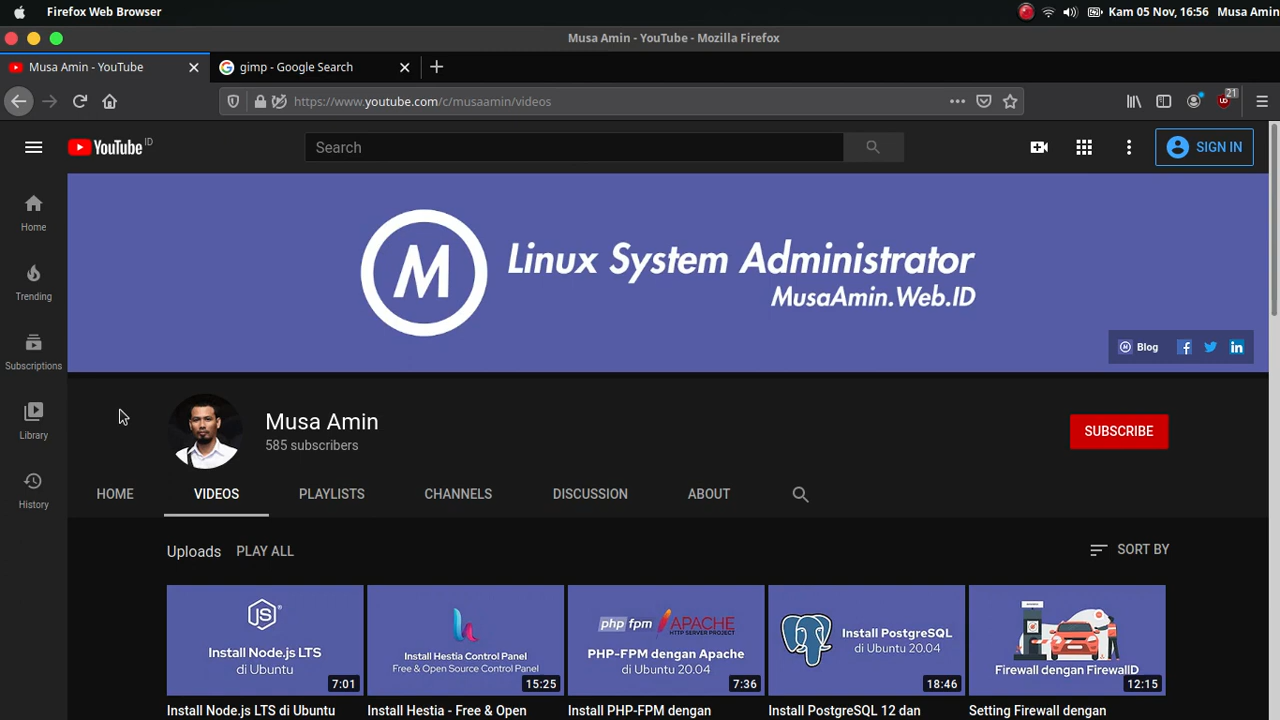 Firefox Web Browser
Kam 05 Nov, 16:56
Musa Amin
Musa Amin - YouTube - Mozilla Firefox
Musa Amin - YouTube
gimp - Google Search
https://www.youtube.com/c/musaamin/videos
21
YouTube ID
Search
SIGN IN
Home
Trending
Subscriptions
Library
History
M
Linux System Administrator
MusaAmin.Web.ID
Blog
Musa Amin
585 subscribers
SUBSCRIBE
HOME
VIDEOS
PLAYLISTS
CHANNELS
DISCUSSION
ABOUT
Uploads
PLAY ALL
SORT BY
JS
Install Node.js LTS
di Ubuntu
7:01
Install Hestia Control Panel
Free & Open Source Control Panel
15:25
php fpm
APACHE
HTTP SERVER PROJECT
PHP-FPM dengan Apache
di Ubuntu 20.04
7:36
Install PostgreSQL
di Ubuntu 20.04
18:46
Firewall dengan FirewallD
12:15
Install Node.js LTS di Ubuntu
Install Hestia - Free & Open
Install PHP-FPM dengan
Install PostgreSQL 12 dan
Setting Firewall dengan